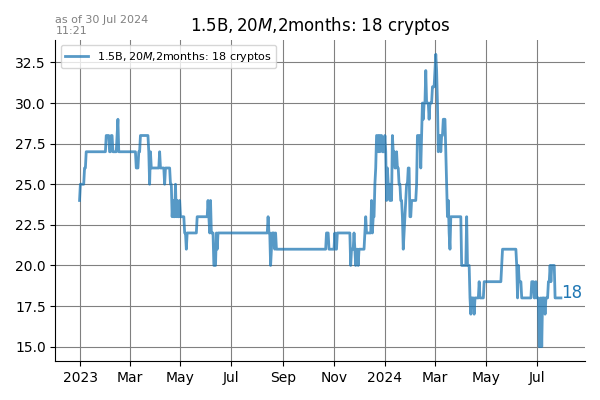 as of 30 Jul 2024
11:21
1.5B, 20M,2months: 18 cryptos
1.5B, 20M,2months: 18 cryptos
32.5
30.0
27.5
25.0
22.5
20.0
17.5
15.0
18
2023 Mar May Jul Sep Nov 2024 Mar May Jul